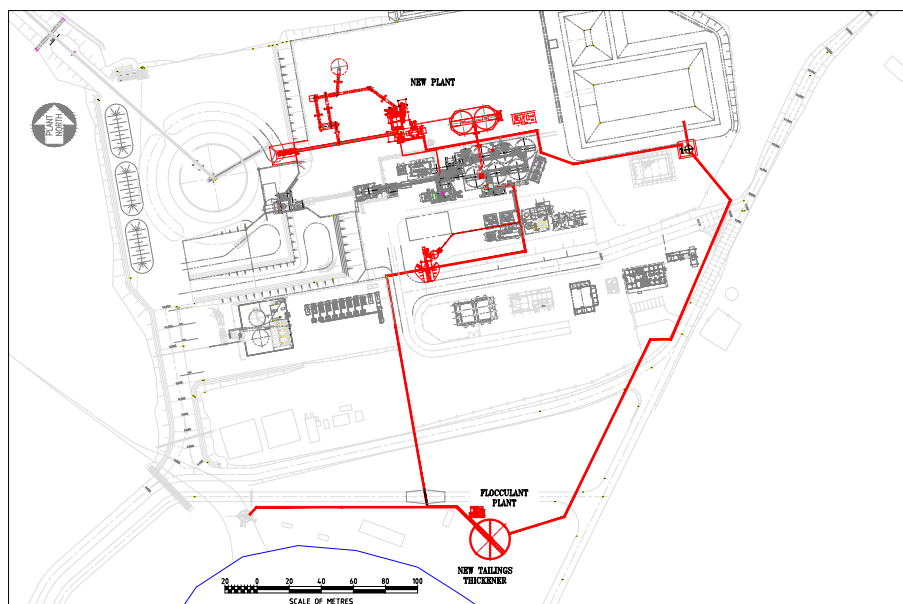 NEW PLANT
PLANT
NORTH
FLOCCULANT
PLANT
NEW TAILINGS
THICKENER
20 0 20 40 60 80 100
SCALE OF METRES